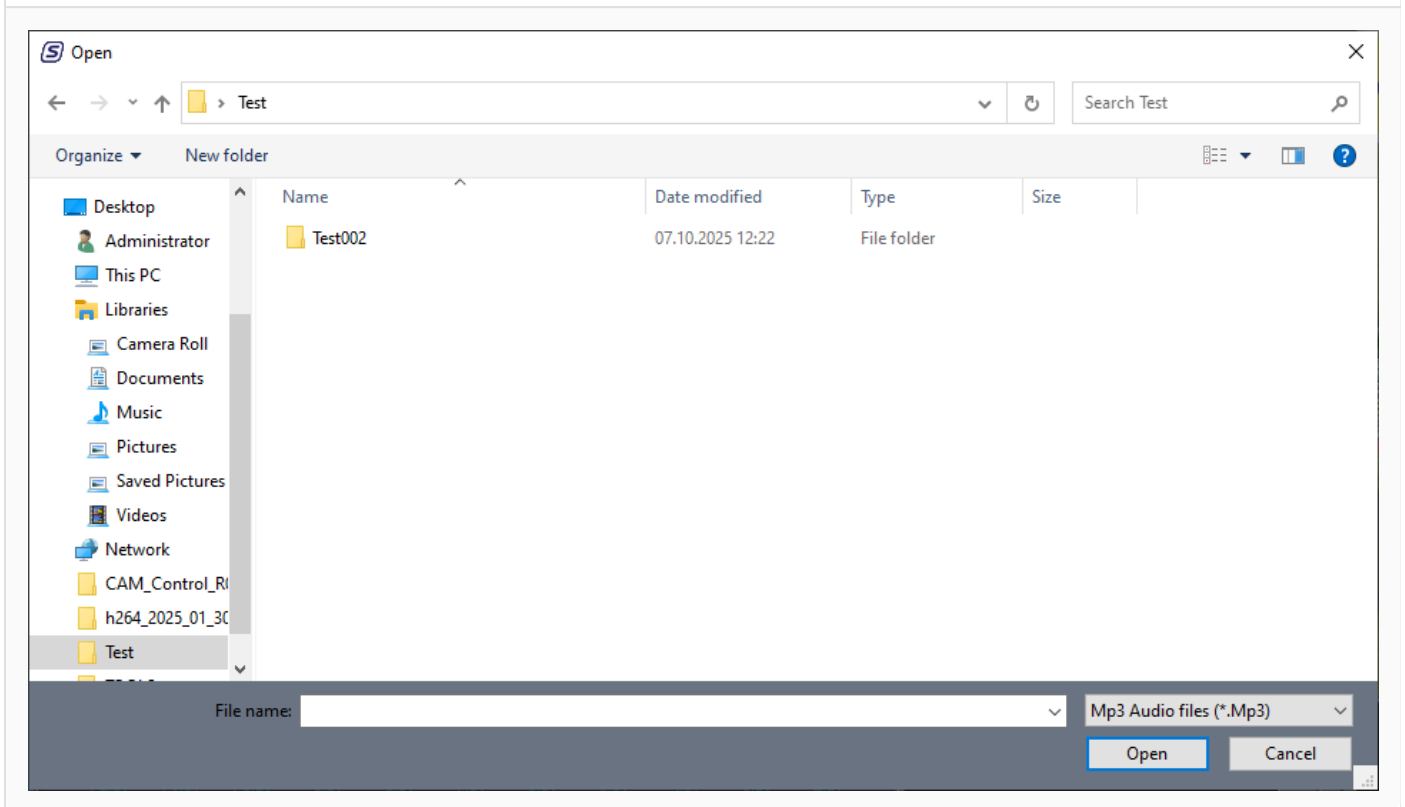 Open
Test
Search Test
Organize
New folder
Name
Date modified
Type
Size
Desktop
Administrator
This PC
Libraries
Camera Roll
Documents
Music
Pictures
Saved Pictures
Videos
Network
CAM_Control_R
h264_2025_01_30
Test
Test002
07.10.2025 12:22
File folder
File name:
Mp3 Audio files (*.Mp3)
Open
Cancel